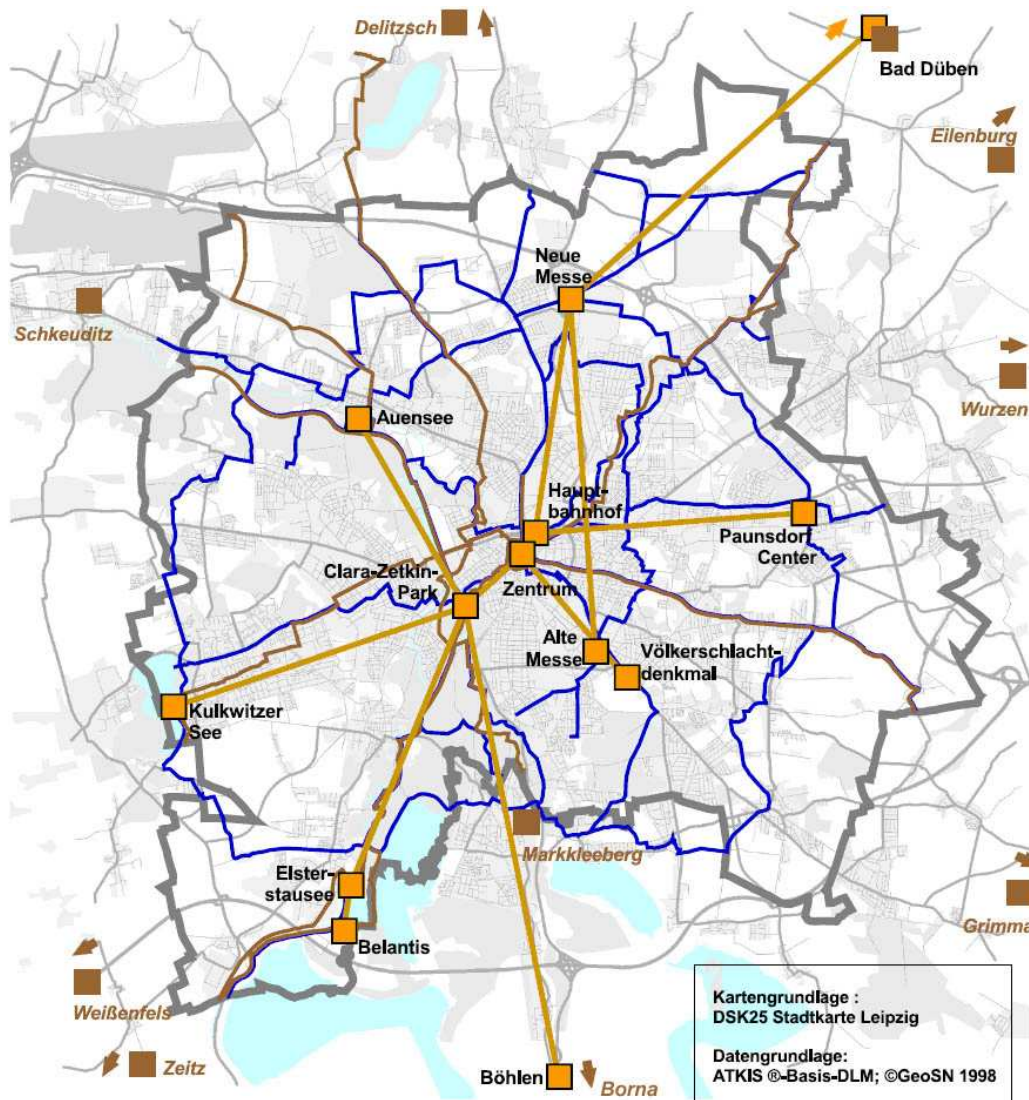 Delitzsch
Bad Düben
Eilenburg
Neue
Messe
Schkeuditz
Wurzen
Auensee
Haupt-
bahnhof
Paunsdorf
Center
Clara-Zetkin-
Park
Zentrum
Alte
Messe
Völkerschlacht-
denkmal
Kulkwitzer
See
Markkleeberg
Elster-
stausee
Grimma
Belantis
Weißenfels
Zeitz
Böhlen
Borna
Kartengrundlage :
DSK25 Stadtkarte Leipzig
Datengrundlage:
ATKIS ®-Basis-DLM; ©GeoSN 1998